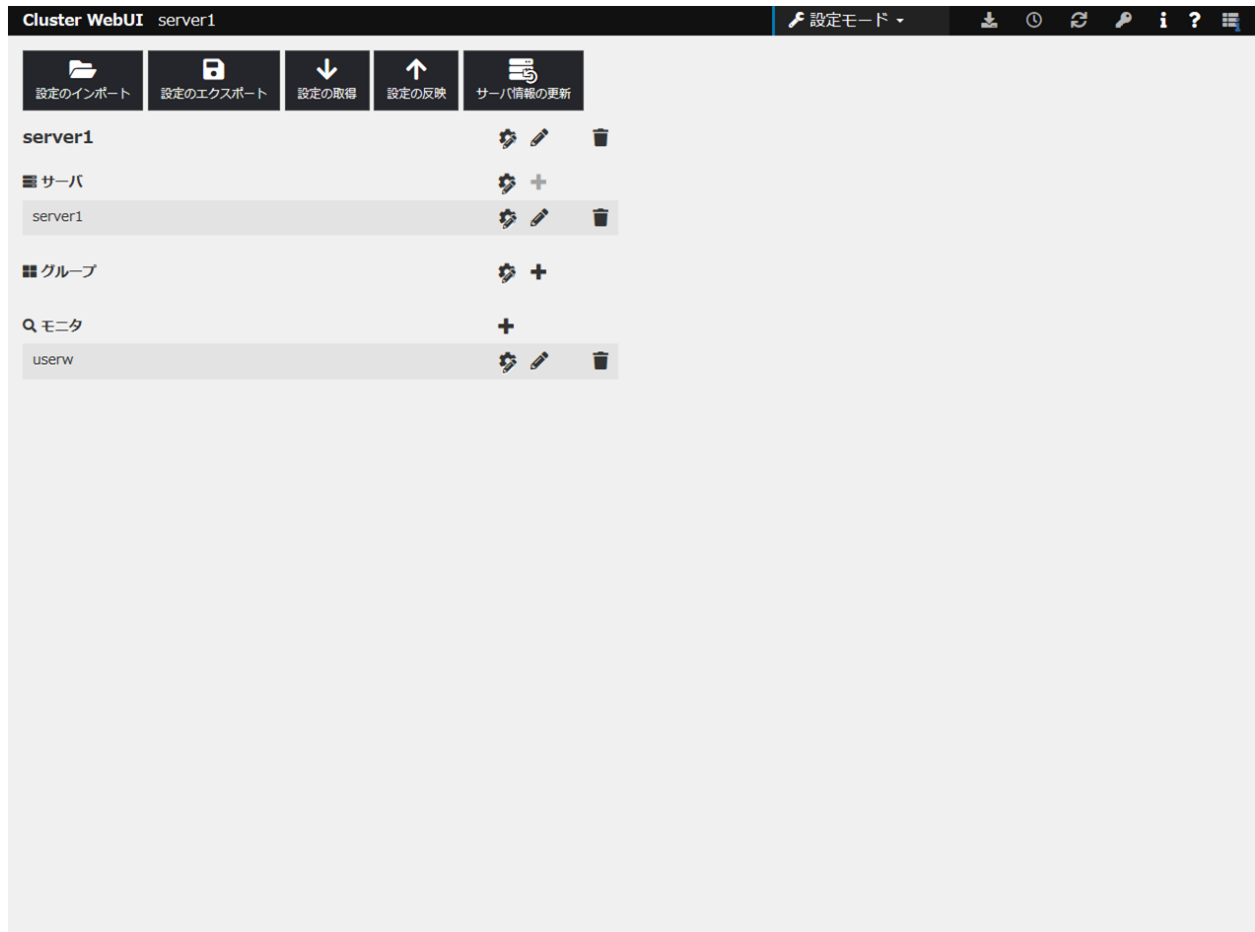 Cluster WebUI server1 設定モード
設定のインポート 設定のエクスポート 設定の取得 設定の反映 サーバ情報の更新
server1
サーバ
server1
グループ
モニタ
userw